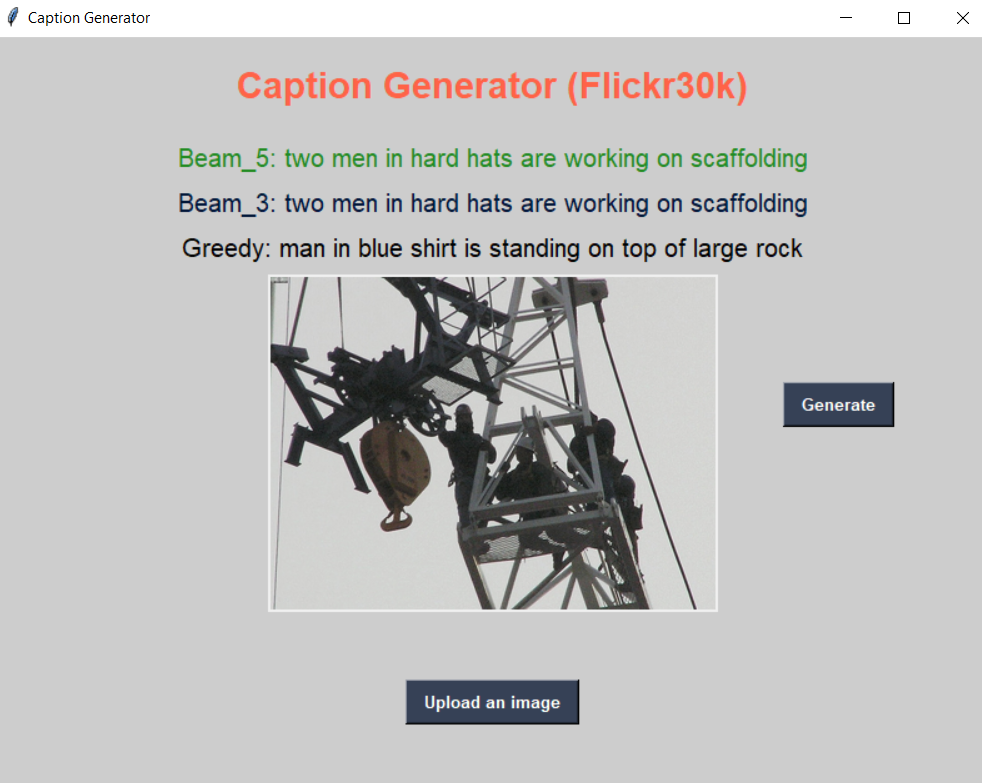 Caption Generator
Caption Generator (Flickr30k)
Beam_5: two men in hard hats are working on scaffolding
Beam_3: two men in hard hats are working on scaffolding
Greedy: man in blue shirt is standing on top of large rock
Generate
Upload an image